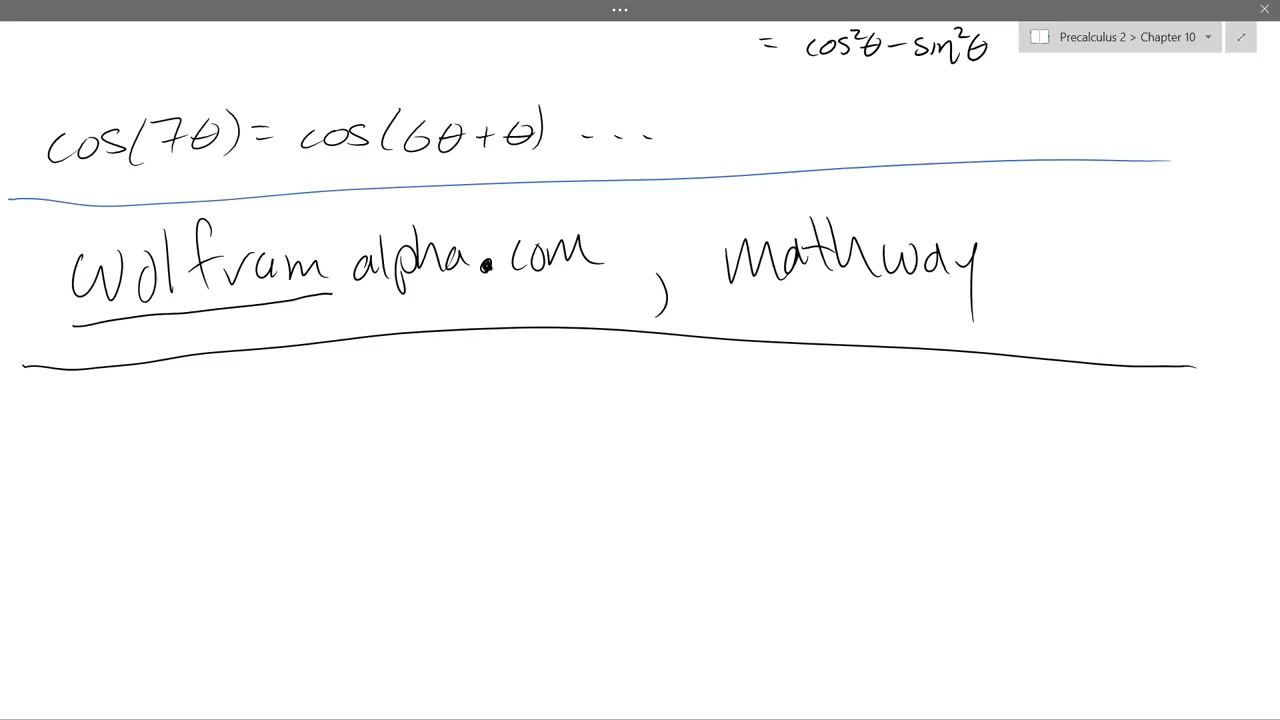 = cos²θ – sin²θ
Precalculus 2 > Chapter 10
cos(7θ) = cos(6θ + θ) ...
wolfram alpha.com , mathway